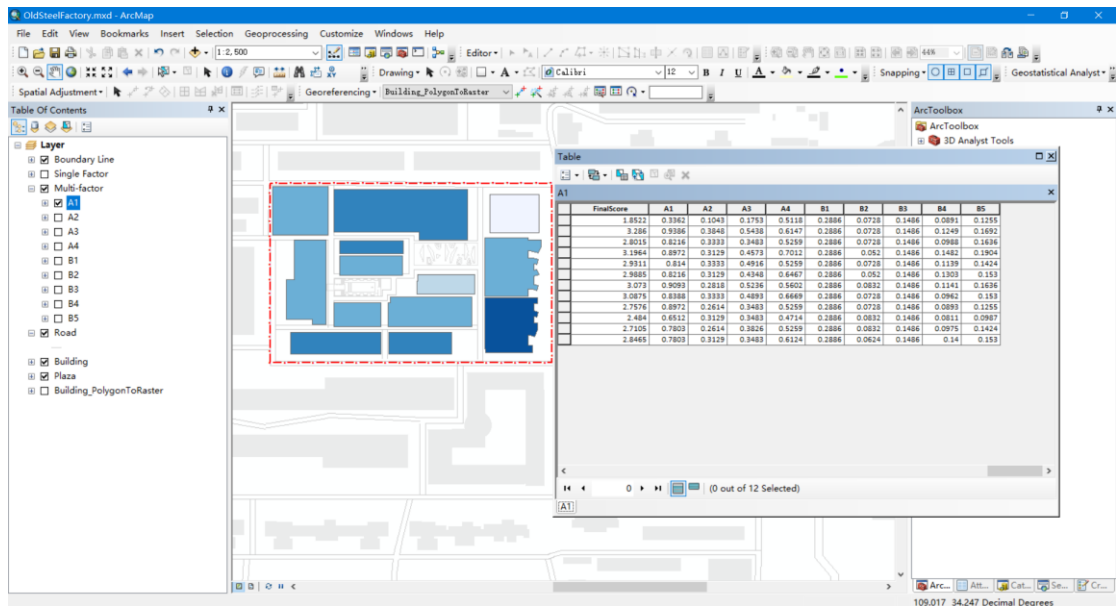 OldSteelFactory.mxd - ArcMap
File Edit View Bookmarks Insert Selection Geoprocessing Customize Windows Help
1:2,500
Editor
44%
Drawing
Calibri
12
B I U A
Snapping
Geostatistical Analyst
Spatial Adjustment
Georeferencing
Building_PolygonToRaster
Table Of Contents
Layer
Boundary Line
Single Factor
Multi-factor
A1
A2
A3
A4
B1
B2
B3
B4
B5
Road
Building
Plaza
Building_PolygonToRaster
ArcToolbox
ArcToolbox
3D Analyst Tools
Table
A1
FinalScore A1 A2 A3 A4 B1 B2 B3 B4 B5
1.8522 0.3362 0.1043 0.1753 0.5118 0.2886 0.0728 0.1486 0.0891 0.1255
3.286 0.9386 0.3848 0.5438 0.6147 0.2886 0.0728 0.1486 0.1249 0.1692
2.8015 0.8216 0.3333 0.3483 0.5259 0.2886 0.0728 0.1486 0.0988 0.1636
3.1964 0.8972 0.3129 0.4573 0.7012 0.2886 0.052 0.1486 0.1482 0.1904
2.9311 0.814 0.3333 0.4916 0.5259 0.2886 0.0728 0.1486 0.1139 0.1424
2.9885 0.8216 0.3129 0.4348 0.6467 0.2886 0.052 0.1486 0.1303 0.153
3.073 0.9093 0.2818 0.5236 0.5602 0.2886 0.0832 0.1486 0.1141 0.1636
3.0875 0.8388 0.3333 0.4893 0.6669 0.2886 0.0728 0.1486 0.0962 0.153
2.7576 0.8972 0.2614 0.3483 0.5259 0.2886 0.0728 0.1486 0.0893 0.1255
2.484 0.6512 0.3129 0.3483 0.4714 0.2886 0.0832 0.1486 0.0811 0.0987
2.7105 0.7803 0.2614 0.3826 0.5259 0.2886 0.0832 0.1486 0.0975 0.1424
2.8465 0.7803 0.3129 0.3483 0.6124 0.2886 0.0624 0.1486 0.14 0.153
0
(0 out of 12 Selected)
A1
Arc... Att... Cat... Se... Cr...
109.017 34.247 Decimal Degrees